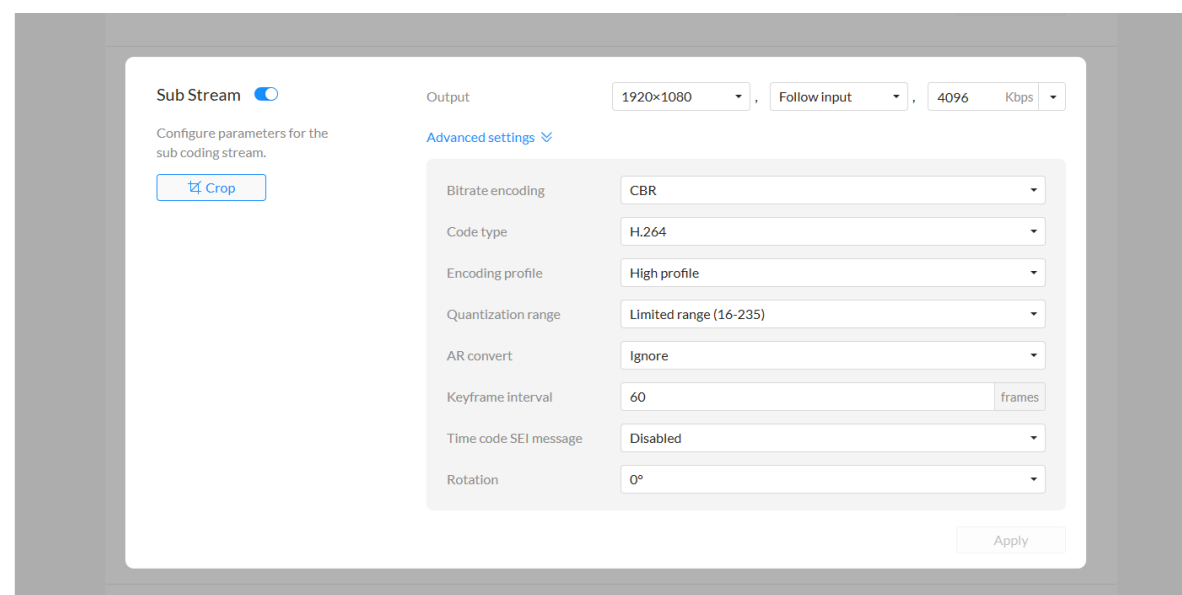 Sub Stream
Output
1920×1080 , Follow input , 4096 Kbps
Configure parameters for the
sub coding stream.
Crop
Advanced settings
Bitrate encoding CBR
Code type H.264
Encoding profile High profile
Quantization range Limited range (16-235)
AR convert Ignore
Keyframe interval 60 frames
Time code SEI message Disabled
Rotation 0°
Apply